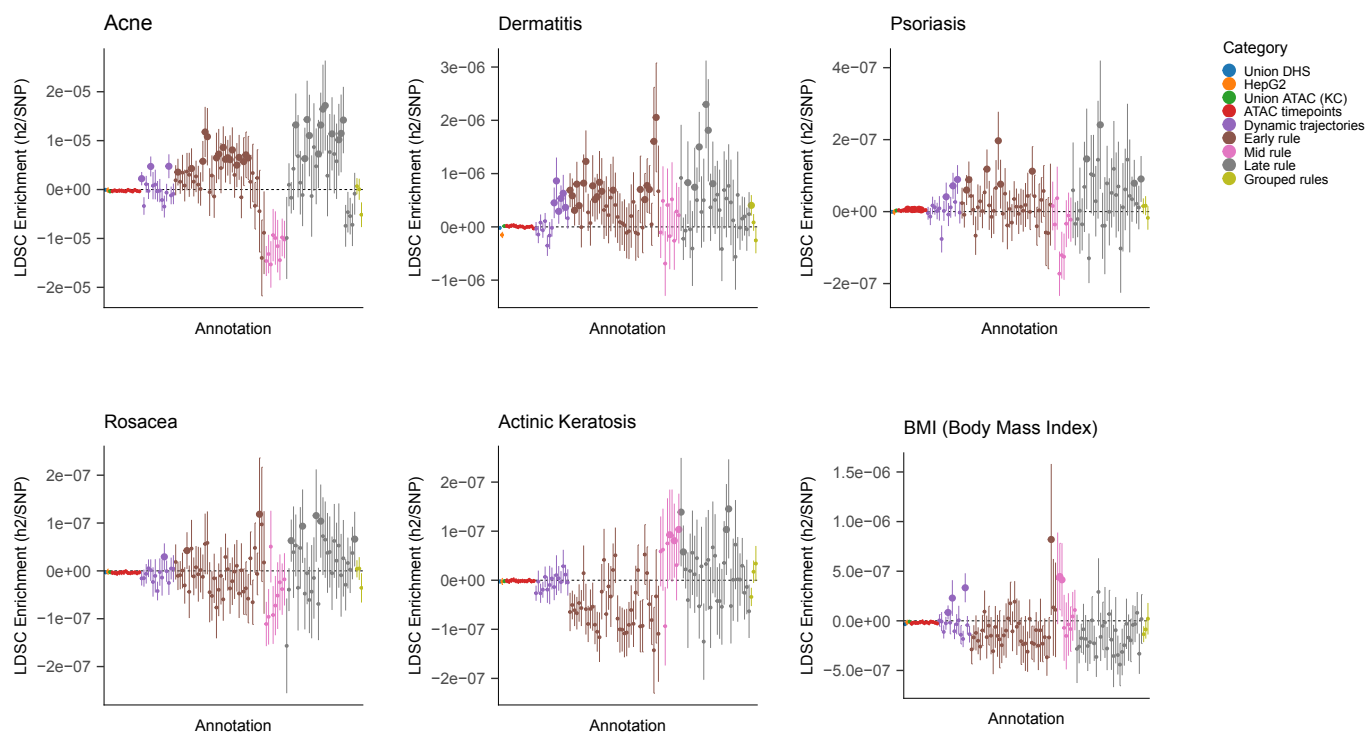 Acne
LDSC Enrichment (h2/SNP)
2e−05
1e−05
0e+00
−1e−05
−2e−05
Annotation
Dermatitis
LDSC Enrichment (h2/SNP)
3e−06
2e−06
1e−06
0e+00
−1e−06
Annotation
Psoriasis
LDSC Enrichment (h2/SNP)
4e−07
2e−07
0e+00
−2e−07
Annotation
Category
Union DHS
HepG2
Union ATAC (KC)
ATAC timepoints
Dynamic trajectories
Early rule
Mid rule
Late rule
Grouped rules
Rosacea
LDSC Enrichment (h2/SNP)
2e−07
1e−07
0e+00
−1e−07
−2e−07
Annotation
Actinic Keratosis
LDSC Enrichment (h2/SNP)
2e−07
1e−07
0e+00
−1e−07
−2e−07
Annotation
BMI (Body Mass Index)
LDSC Enrichment (h2/SNP)
1.5e−06
1.0e−06
5.0e−07
0.0e+00
−5.0e−07
Annotation